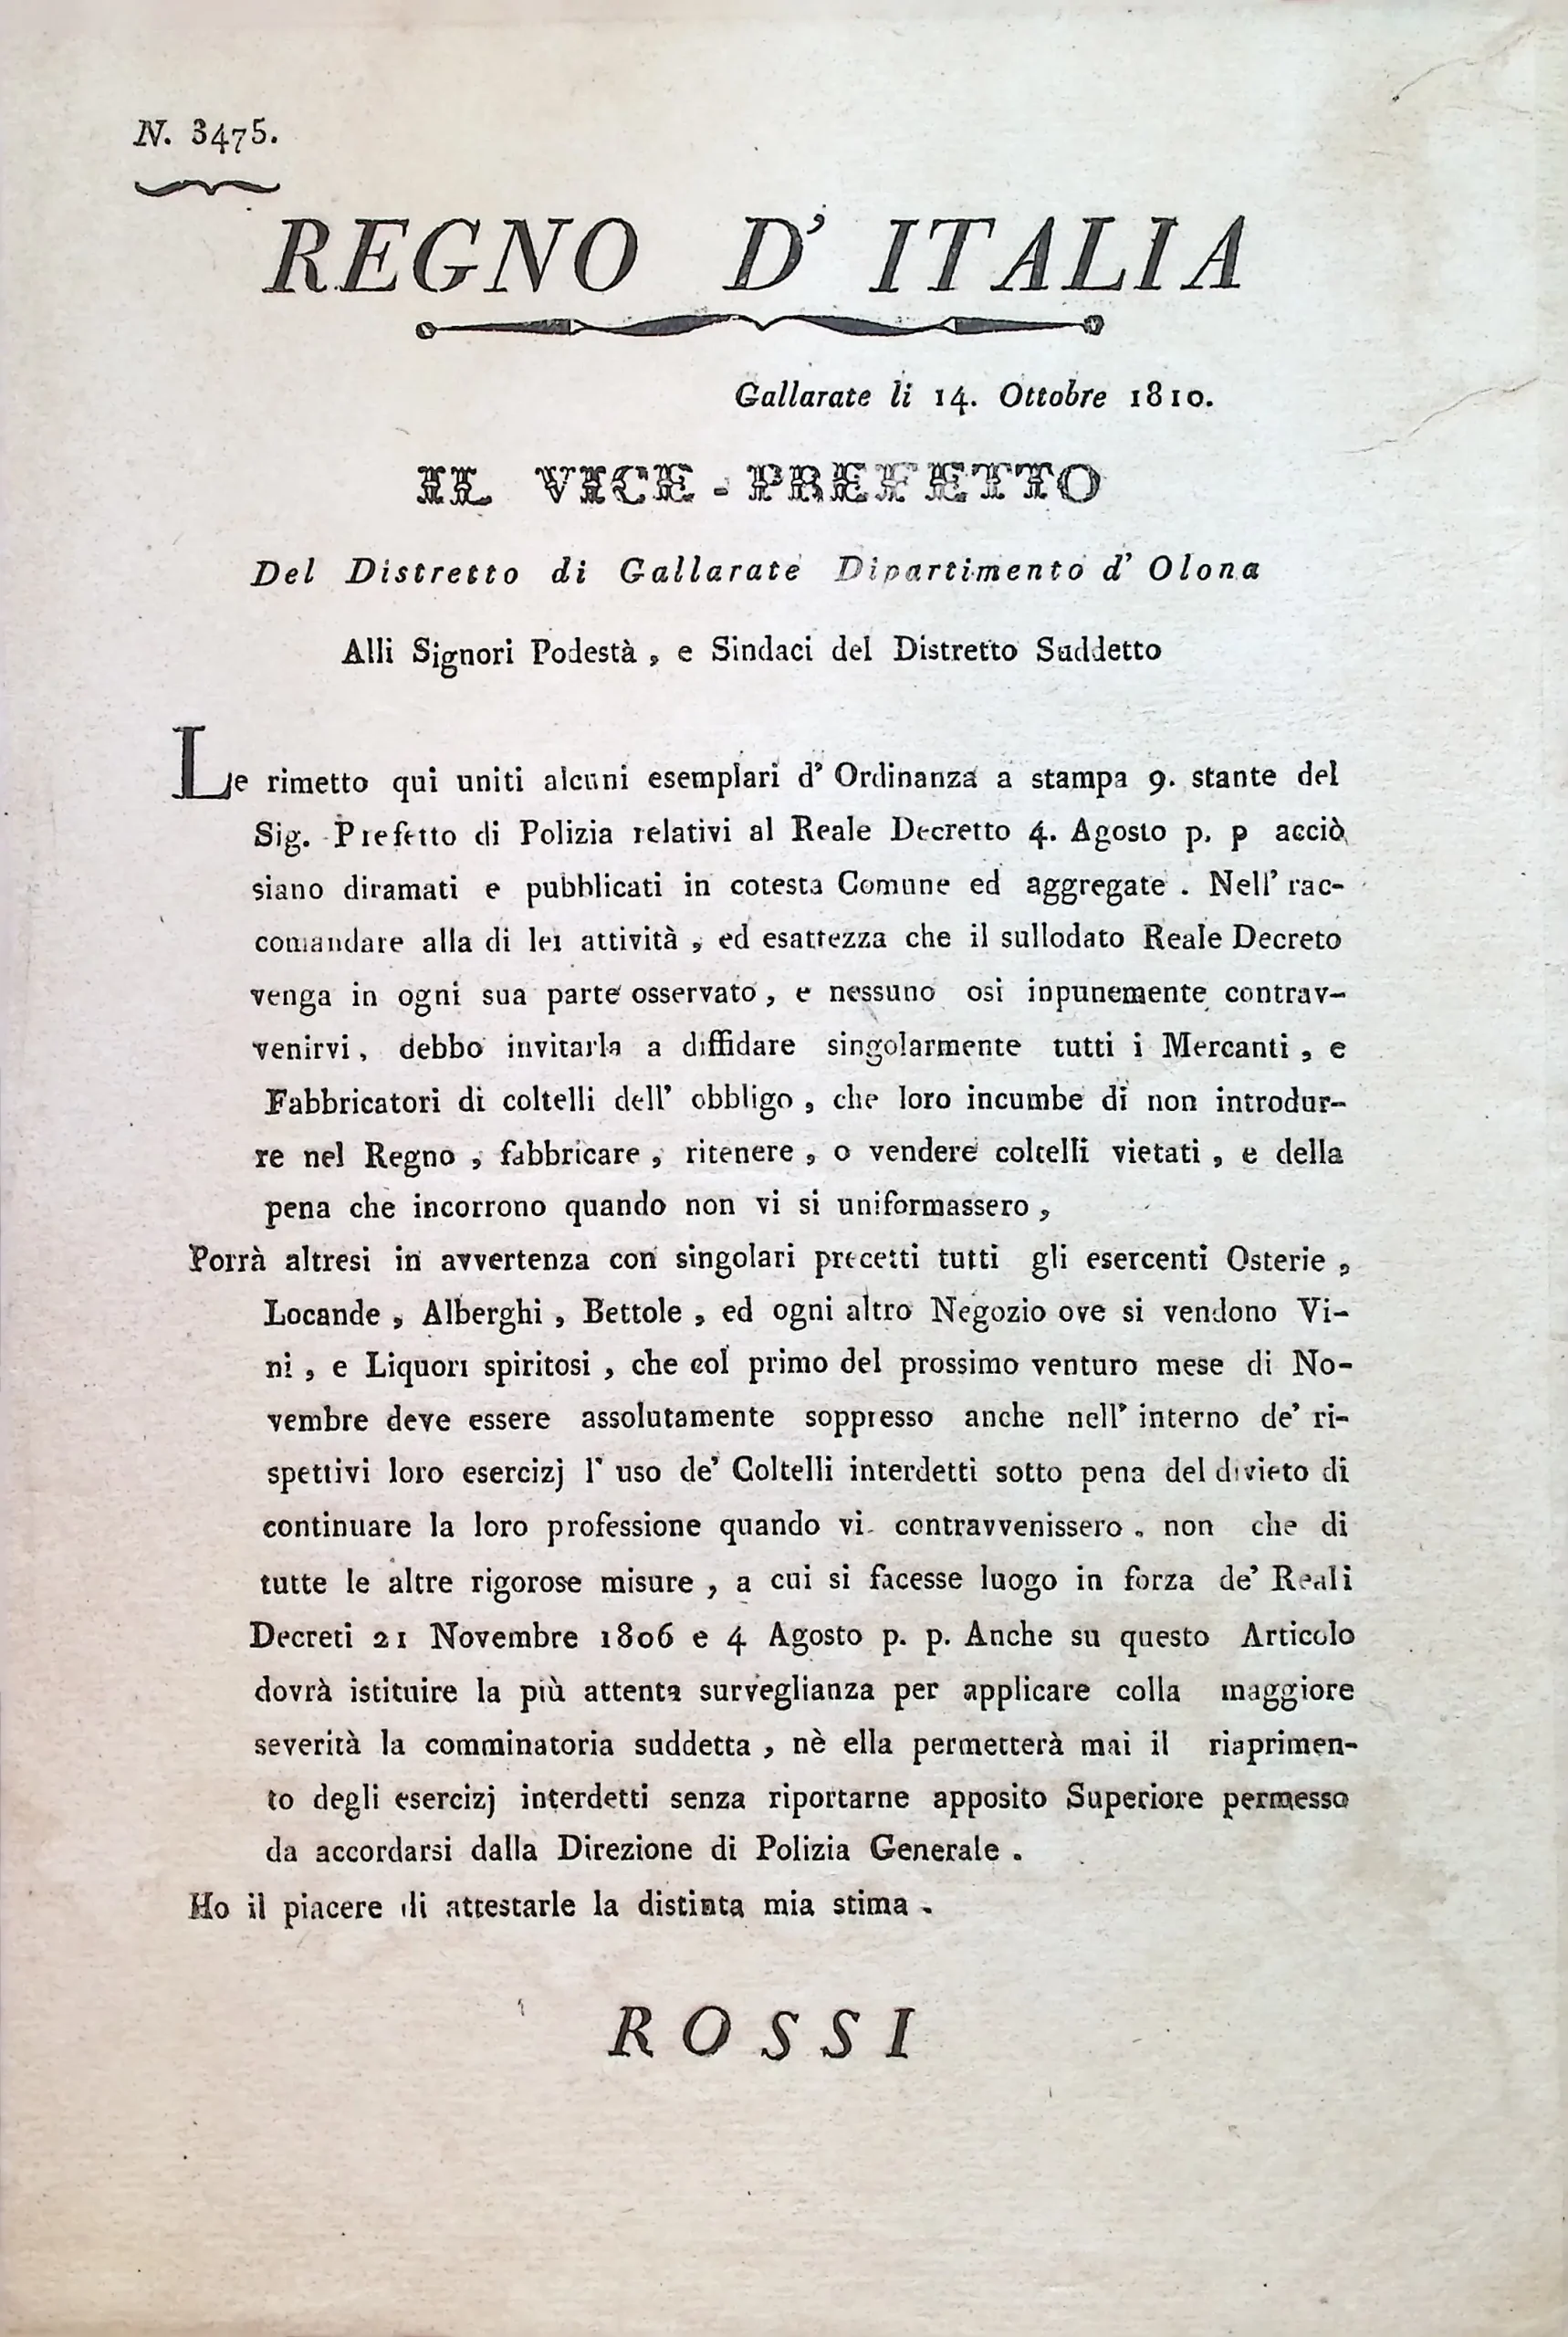 N. 3475.
REGNO D' ITALIA
Gallarate li 14. Ottobre 1810.
IL VICE-PREFETTO
Del Distretto di Gallarate Dipartimento d' Olona
Alli Signori Podestà , e Sindaci del Distretto Suddetto
Le rimetto qui uniti alcuni esemplari d' Ordinanza a stampa 9. stante del
Sig. Prefetto di Polizia relativi al Reale Decretto 4. Agosto p. p acciò
siano diramati e pubblicati in cotesta Comune ed aggregate . Nell' rac-
comandare alla di lei attività , ed esattezza che il sullodato Reale Decreto
venga in ogni sua parte osservato , e nessuno osi inpunemente contrav-
venirvi , debbo invitarla a diffidare singolarmente tutti i Mercanti , e
Fabbricatori di coltelli dell' obbligo , che loro incumbe di non introdur-
re nel Regno , fabbricare , ritenere , o vendere coltelli vietati , e della
pena che incorrono quando non vi si uniformassero ,
Porrà altresi in avvertenza con singolari precetti tutti gli esercenti Osterie ,
Locande , Alberghi , Bettole , ed ogni altro Negozio ove si vendono Vi-
ni , e Liquori spiritosi , che col primo del prossimo venturo mese di No-
vembre deve essere assolutamente soppresso anche nell' interno de' ri-
spettivi loro esercizj l' uso de' Coltelli interdetti sotto pena del divieto di
continuare la loro professione quando vi contravvenissero . non che di
tutte le altre rigorose misure , a cui si facesse luogo in forza de' Reali
Decreti 21 Novembre 1806 e 4 Agosto p. p. Anche su questo Articolo
dovrà istituire la più attenta surveglianza per applicare colla maggiore
severità la comminatoria suddetta , nè ella permetterà mai il riaprimen-
to degli esercizj interdetti senza riportarne apposito Superiore permesso
da accordarsi dalla Direzione di Polizia Generale .
Ho il piacere di attestarle la distinta mia stima .
ROSSI